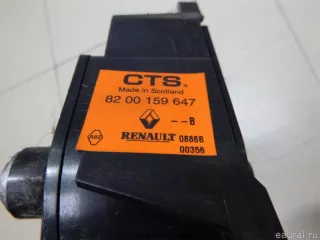 CTS.
Made in Scotland
82 00 159 647
--B
RENAULT 0886B
00356
eaural.ru